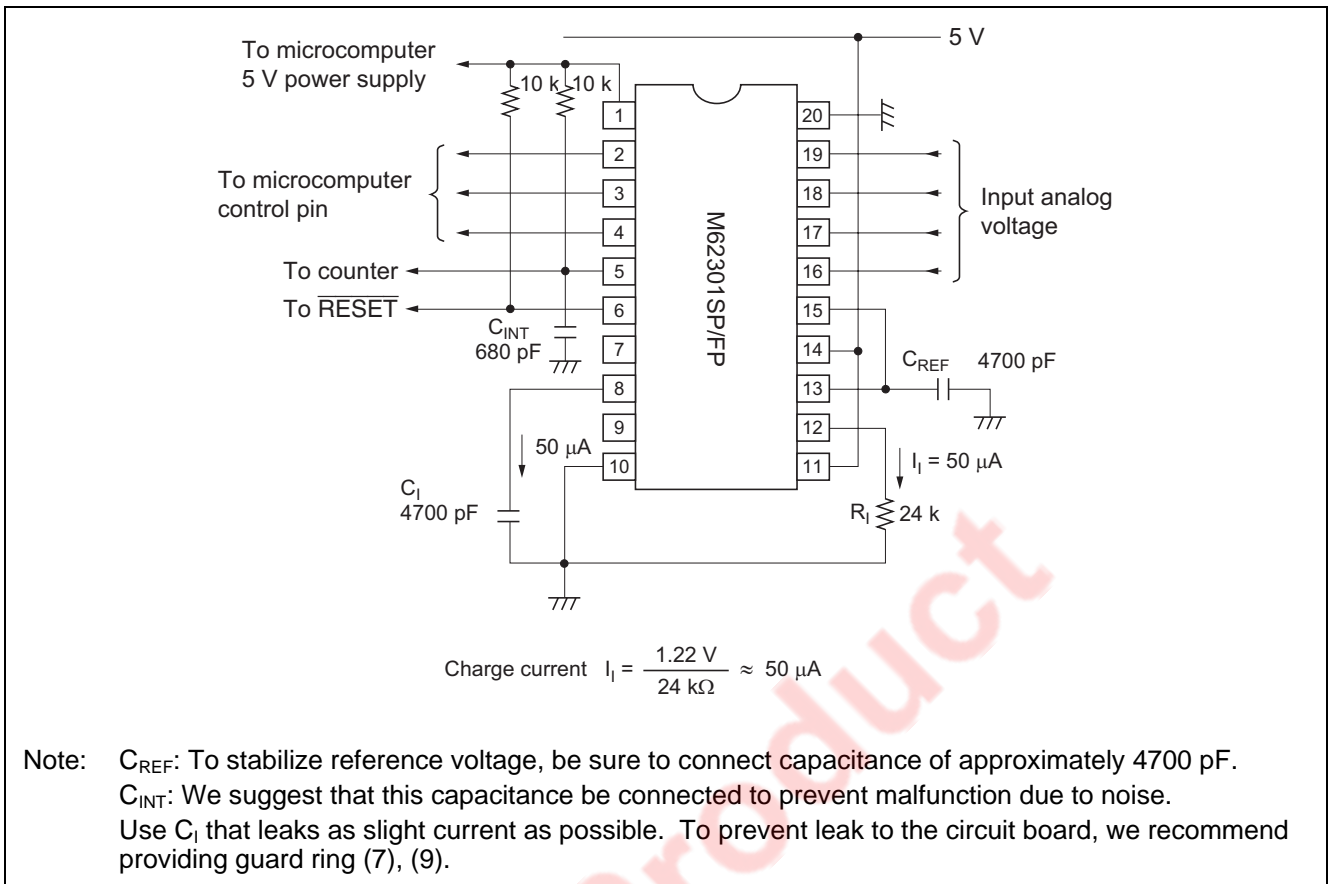 5 V
To microcomputer
5 V power supply
10 k 10 k
1
20
2
19
To microcomputer
control pin
3
18
Input analog
voltage
4
17
M62301SP/FP
To counter
5
16
To RESET
6
15
C_INT
680 pF
7
14
C_REF 4700 pF
8
13
9
12
50 μA
10
11
I_I = 50 μA
C_I
4700 pF
R_I 24 k
Charge current I_I = 1.22 V / 24 kΩ ≈ 50 μA
Note: C_REF: To stabilize reference voltage, be sure to connect capacitance of approximately 4700 pF.
C_INT: We suggest that this capacitance be connected to prevent malfunction due to noise.
Use C_I that leaks as slight current as possible. To prevent leak to the circuit board, we recommend
providing guard ring (7), (9).
roduct